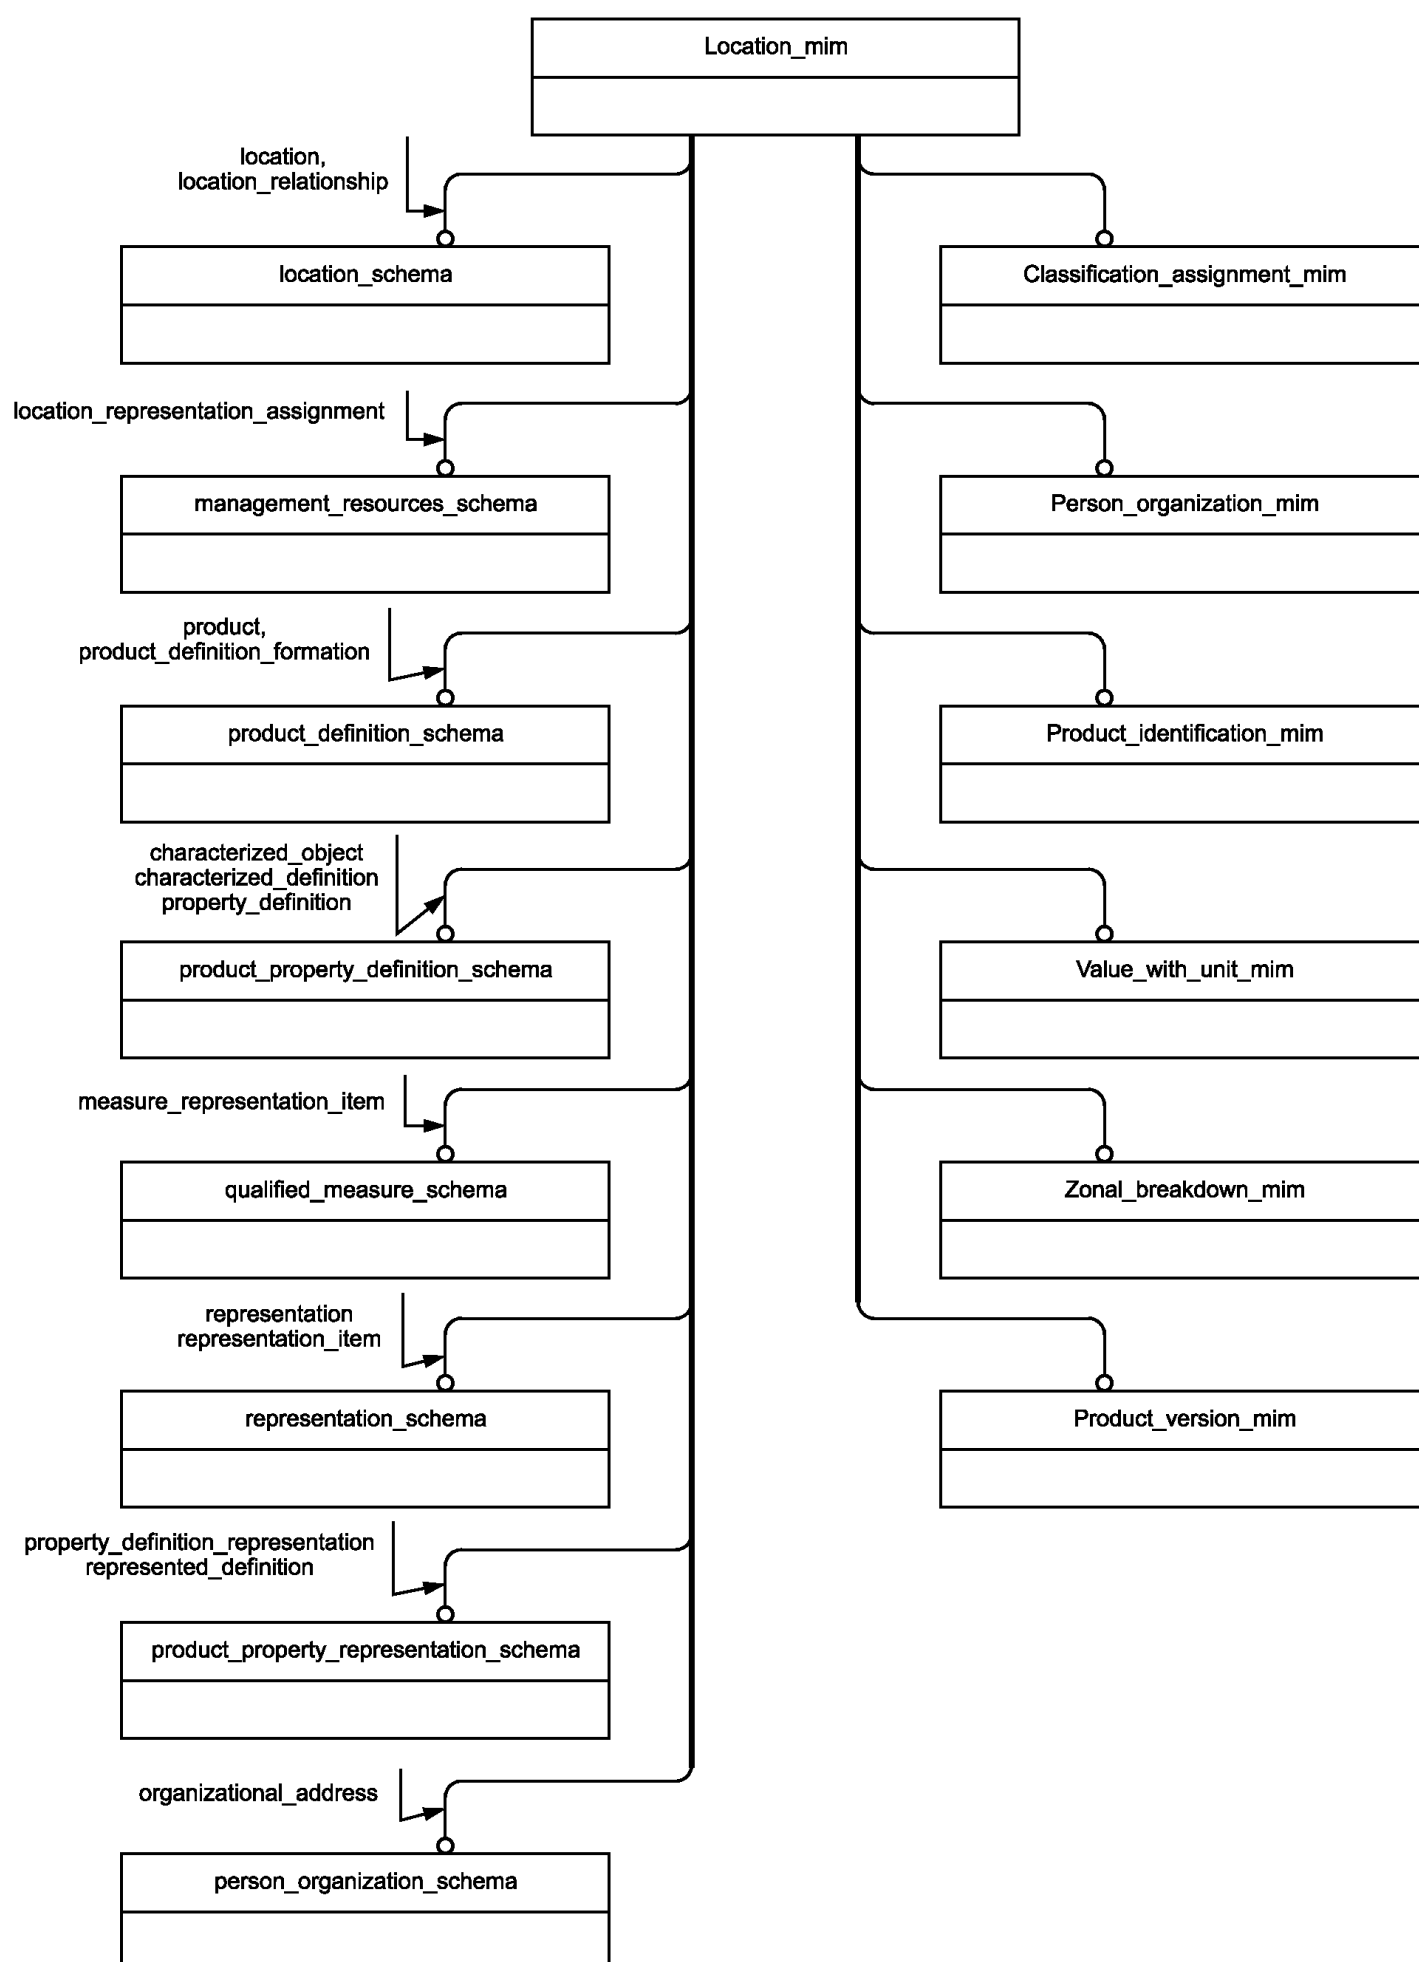 Location_mim
location,
location_relationship
location_schema
Classification_assignment_mim
location_representation_assignment
management_resources_schema
Person_organization_mim
product,
product_definition_formation
product_definition_schema
Product_identification_mim
characterized_object
characterized_definition
property_definition
product_property_definition_schema
Value_with_unit_mim
measure_representation_item
qualified_measure_schema
Zonal_breakdown_mim
representation
representation_item
representation_schema
Product_version_mim
property_definition_representation
represented_definition
product_property_representation_schema
organizational_address
person_organization_schema